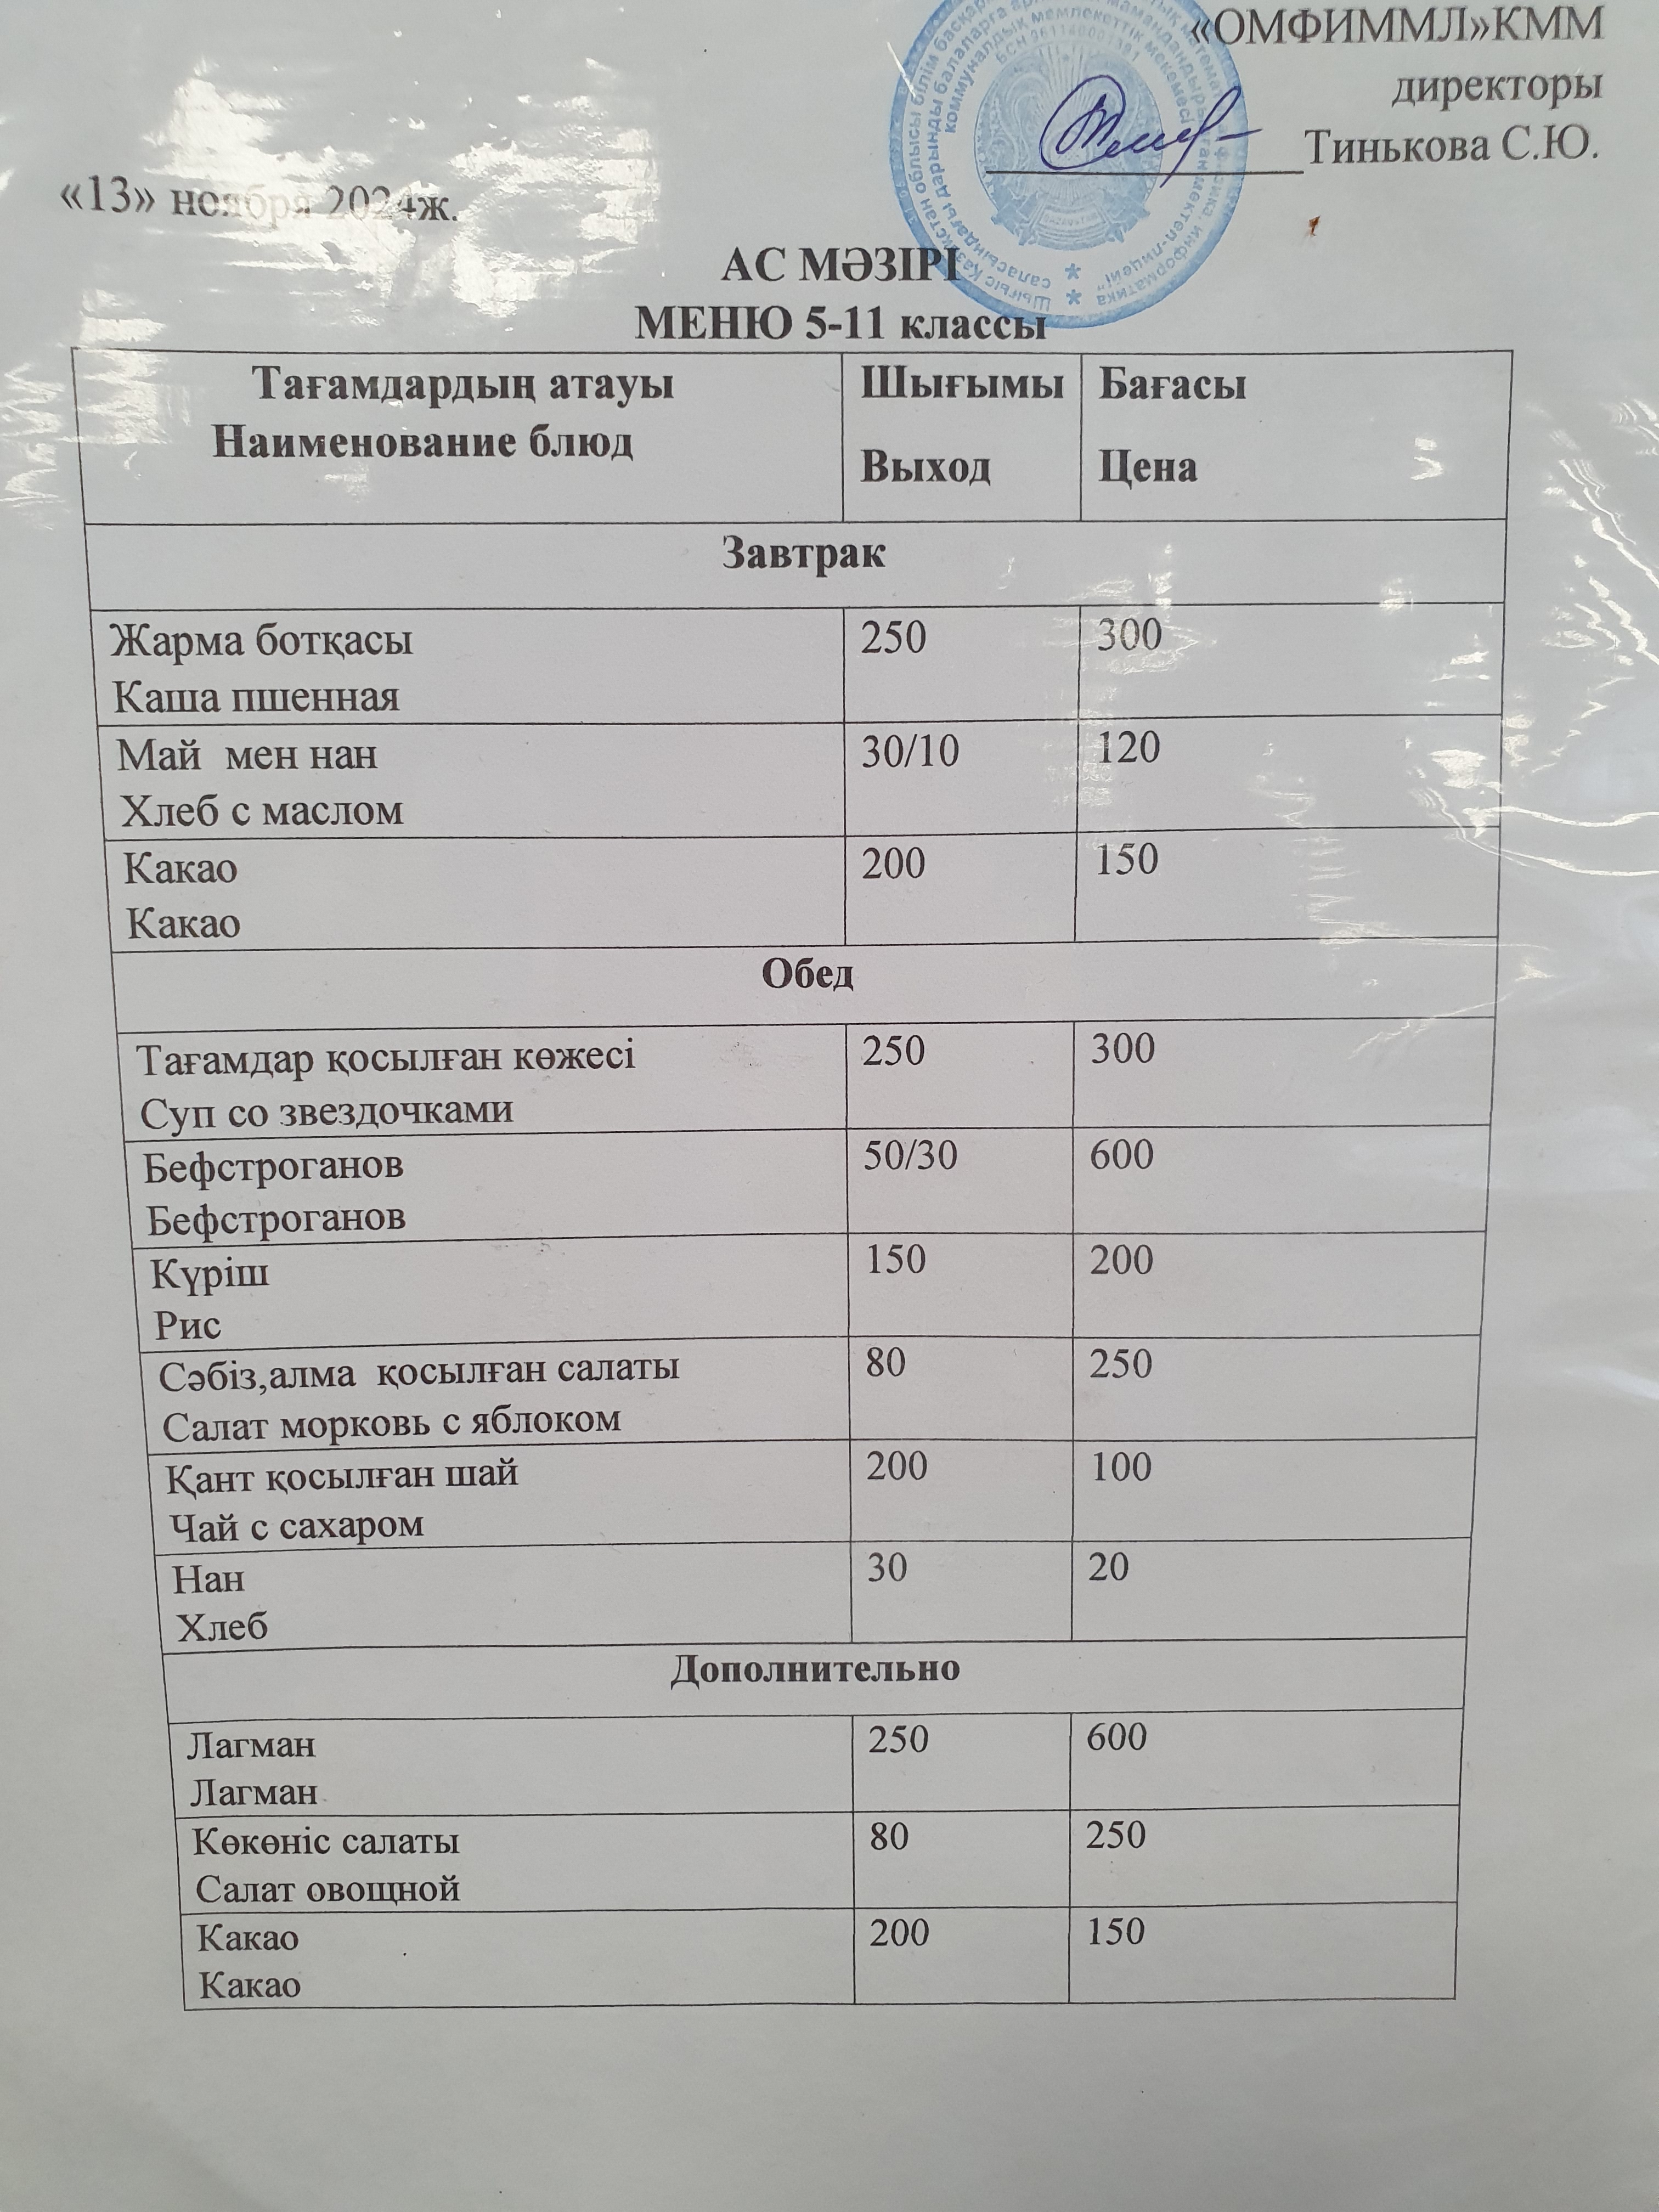 «ОМФИММЛ»КММ
директоры
Тинькова С.Ю.
«13» ноября 2024ж.
АС МӘЗІРІ
МЕНЮ 5-11 классы
Тағамдардың атауы
Наименование блюд
Шығымы
Выход
Бағасы
Цена
Завтрак
Жарма ботқасы
Каша пшенная
250
300
Май мен нан
Хлеб с маслом
30/10
120
Какао
Какао
200
150
Обед
Тағамдар қосылған көжесі
Суп со звездочками
250
300
Бефстроганов
Бефстроганов
50/30
600
Күріш
Рис
150
200
Сәбіз,алма қосылған салаты
Салат морковь с яблоком
80
250
Қант қосылған шай
Чай с сахаром
200
100
Нан
Хлеб
30
20
Дополнительно
Лагман
Лагман
250
600
Көкөніс салаты
Салат овощной
80
250
Какао
Какао
200
150